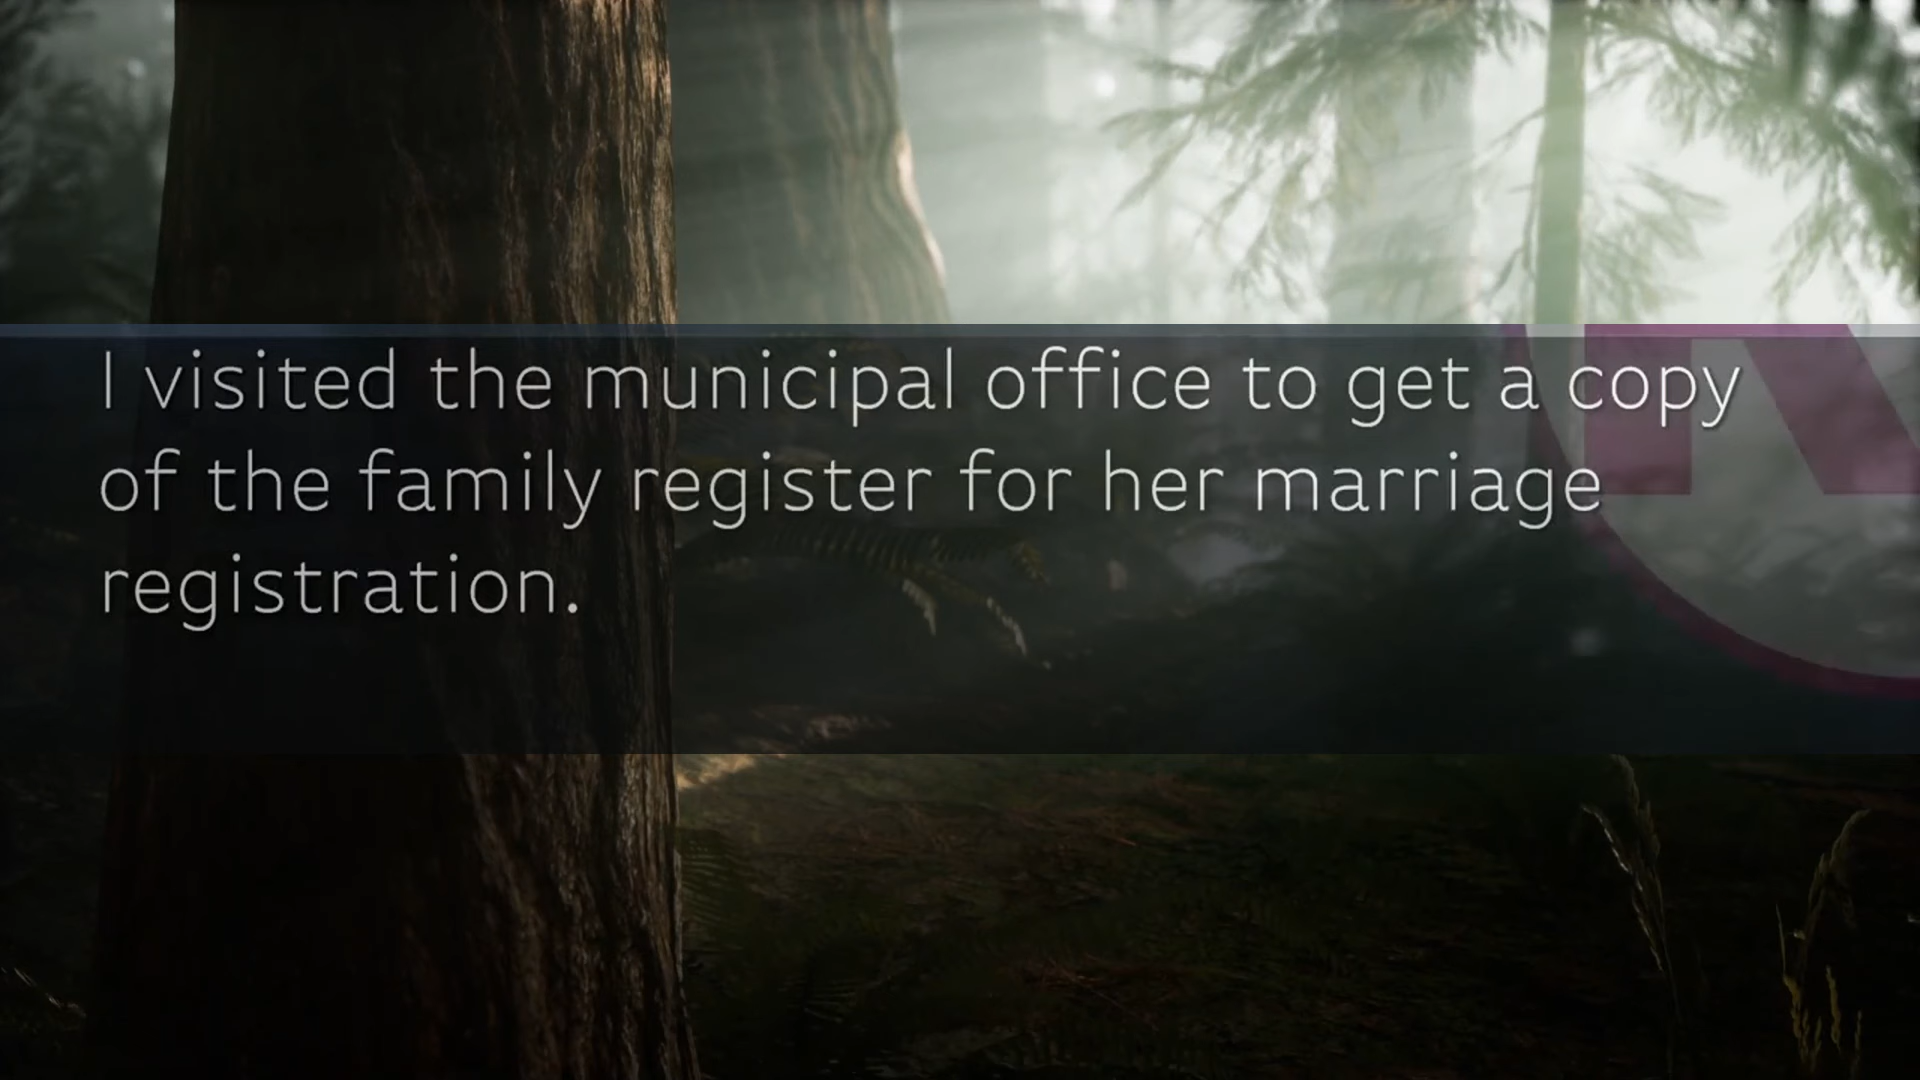 I visited the municipal office to get a copy
of the family register for her marriage
registration.